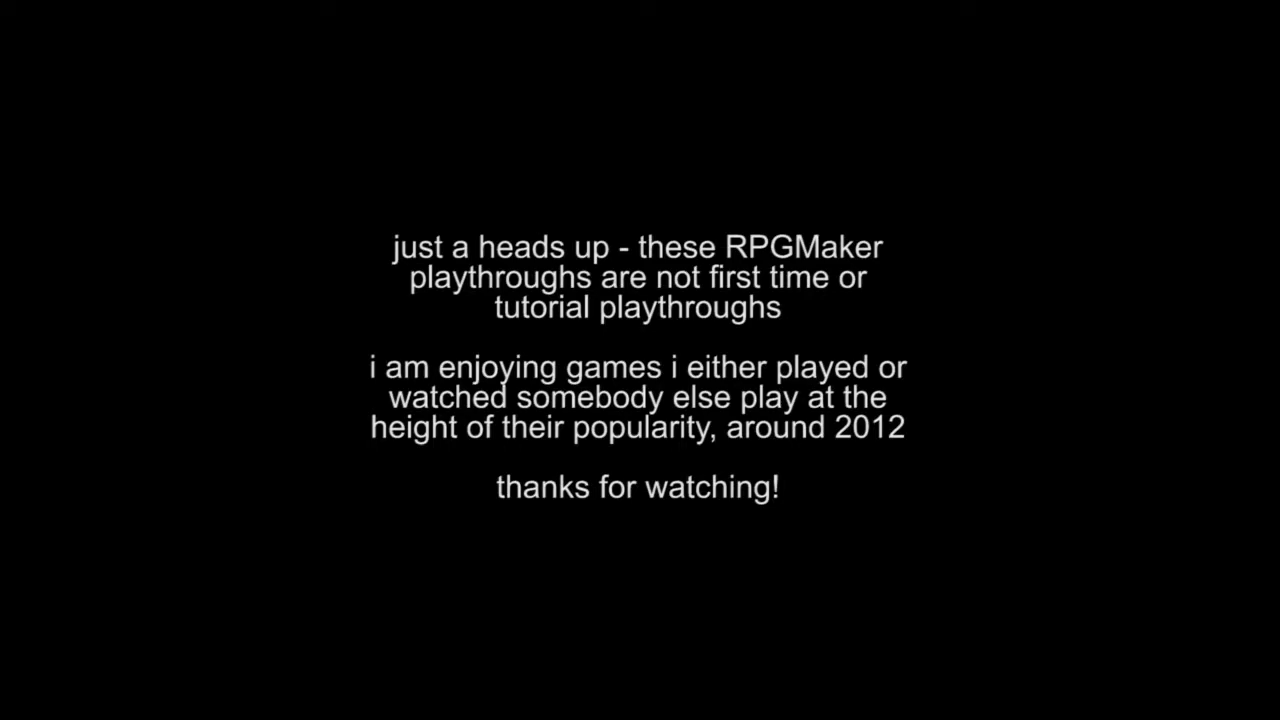 just a heads up - these RPGMaker
playthroughs are not first time or
tutorial playthroughs
i am enjoying games i either played or
watched somebody else play at the
height of their popularity, around 2012
thanks for watching!